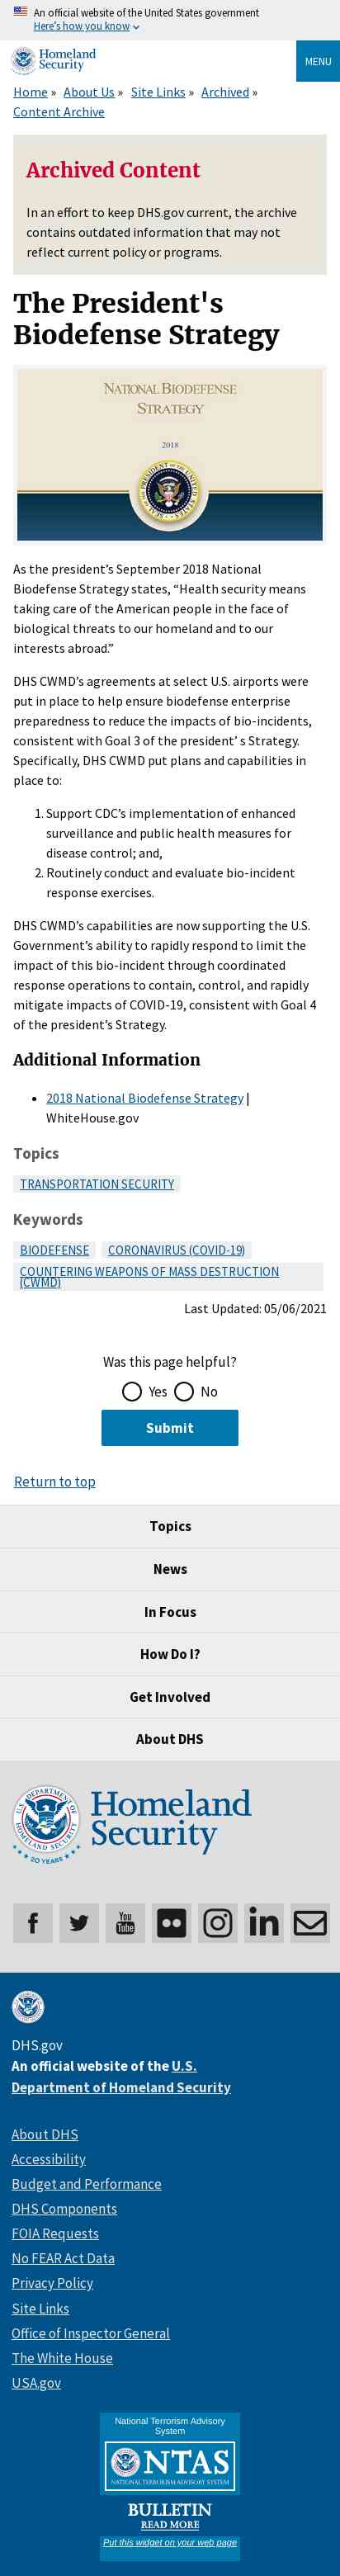 An official website of the United States government
Here's how you know
Homeland
Security
MENU
Home » About Us » Site Links » Archived »
Content Archive
Archived Content
In an effort to keep DHS.gov current, the archive
contains outdated information that may not
reflect current policy or programs.
The President's
Biodefense Strategy
NATIONAL BIODEFENSE
STRATEGY
2018
As the president’s September 2018 National
Biodefense Strategy states, “Health security means
taking care of the American people in the face of
biological threats to our homeland and to our
interests abroad.”
DHS CWMD’s agreements at select U.S. airports were
put in place to help ensure biodefense enterprise
preparedness to reduce the impacts of bio-incidents,
consistent with Goal 3 of the president’ s Strategy.
Specifically, DHS CWMD put plans and capabilities in
place to:
1. Support CDC’s implementation of enhanced
surveillance and public health measures for
disease control; and,
2. Routinely conduct and evaluate bio-incident
response exercises.
DHS CWMD’s capabilities are now supporting the U.S.
Government’s ability to rapidly respond to limit the
impact of this bio-incident through coordinated
response operations to contain, control, and rapidly
mitigate impacts of COVID-19, consistent with Goal 4
of the president’s Strategy.
Additional Information
• 2018 National Biodefense Strategy |
WhiteHouse.gov
Topics
TRANSPORTATION SECURITY
Keywords
BIODEFENSE CORONAVIRUS (COVID-19)
COUNTERING WEAPONS OF MASS DESTRUCTION
(CWMD)
Last Updated: 05/06/2021
Was this page helpful?
Yes No
Submit
Return to top
Topics
News
In Focus
How Do I?
Get Involved
About DHS
U.S. DEPARTMENT OF HOMELAND SECURITY
20 YEARS
Homeland
Security
You
Tube
DHS.gov
An official website of the U.S.
Department of Homeland Security
About DHS
Accessibility
Budget and Performance
DHS Components
FOIA Requests
No FEAR Act Data
Privacy Policy
Site Links
Office of Inspector General
The White House
USA.gov
National Terrorism Advisory
System
NTAS
NATIONAL TERRORISM ADVISORY SYSTEM
BULLETIN
READ MORE
Put this widget on your web page